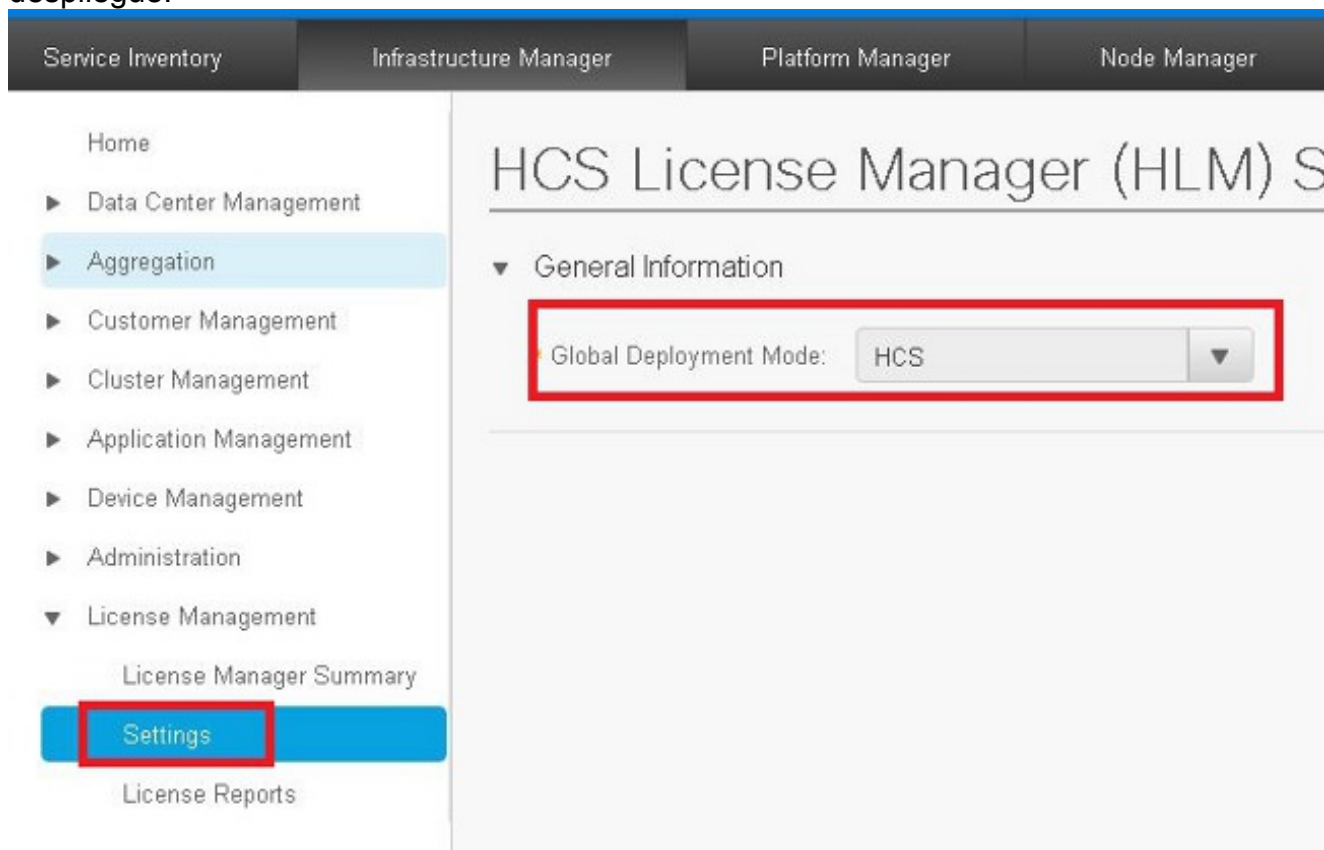 despliegue.
Service Inventory
Infrastructure Manager
Platform Manager
Node Manager
Home
Data Center Management
Aggregation
Customer Management
Cluster Management
Application Management
Device Management
Administration
License Management
License Manager Summary
Settings
License Reports
HCS License Manager (HLM) S
General Information
Global Deployment Mode: HCS